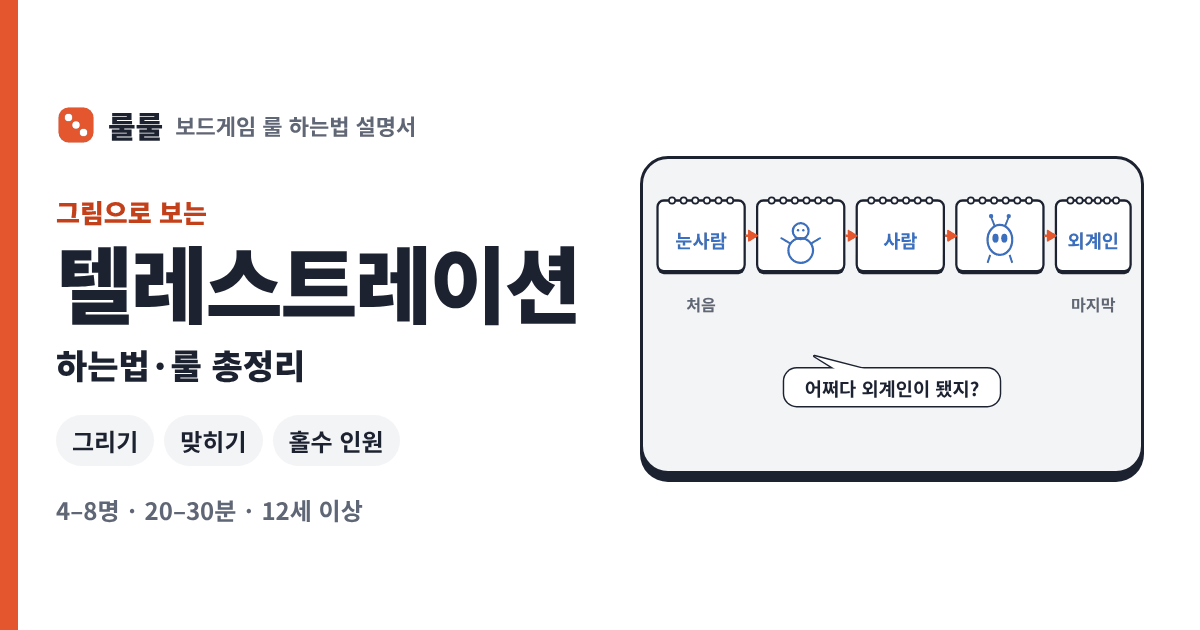 룰룰 보드게임 룰 하는법 설명서
그림으로 보는
텔레스트레이션
하는법·룰 총정리
그리기 맞히기 홀수 인원
4–8명 · 20–30분 · 12세 이상
눈사람 사람 외계인
처음 마지막
어쩌다 외계인이 됐지?